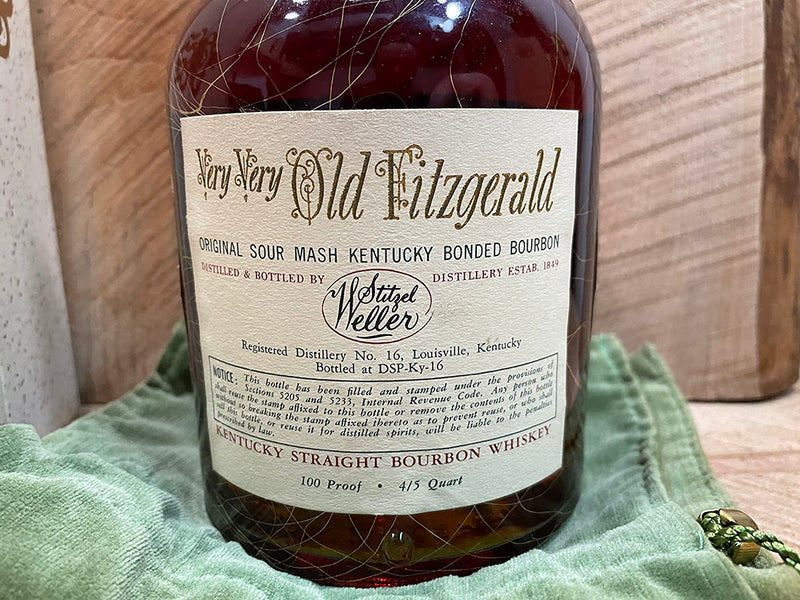 Very Very Old Fitzgerald
ORIGINAL SOUR MASH KENTUCKY BONDED BOURBON
DISTILLED & BOTTLED BY
Stitzel
Weller
DISTILLERY ESTAB. 1849
Registered Distillery No. 16, Louisville, Kentucky
Bottled at DSP-Ky-16
NOTICE: This bottle has been filled and stamped under the provisions of
Sections 5205 and 5233, Internal Revenue Code. Any person who
shall reuse the stamp affixed to this bottle or remove the contents of this bottle
without so breaking the stamp affixed thereto as to prevent reuse, or who shall
sell this bottle, or reuse it for distilled spirits, will be liable to the penalties
prescribed by law.
KENTUCKY STRAIGHT BOURBON WHISKEY
100 Proof • 4/5 Quart